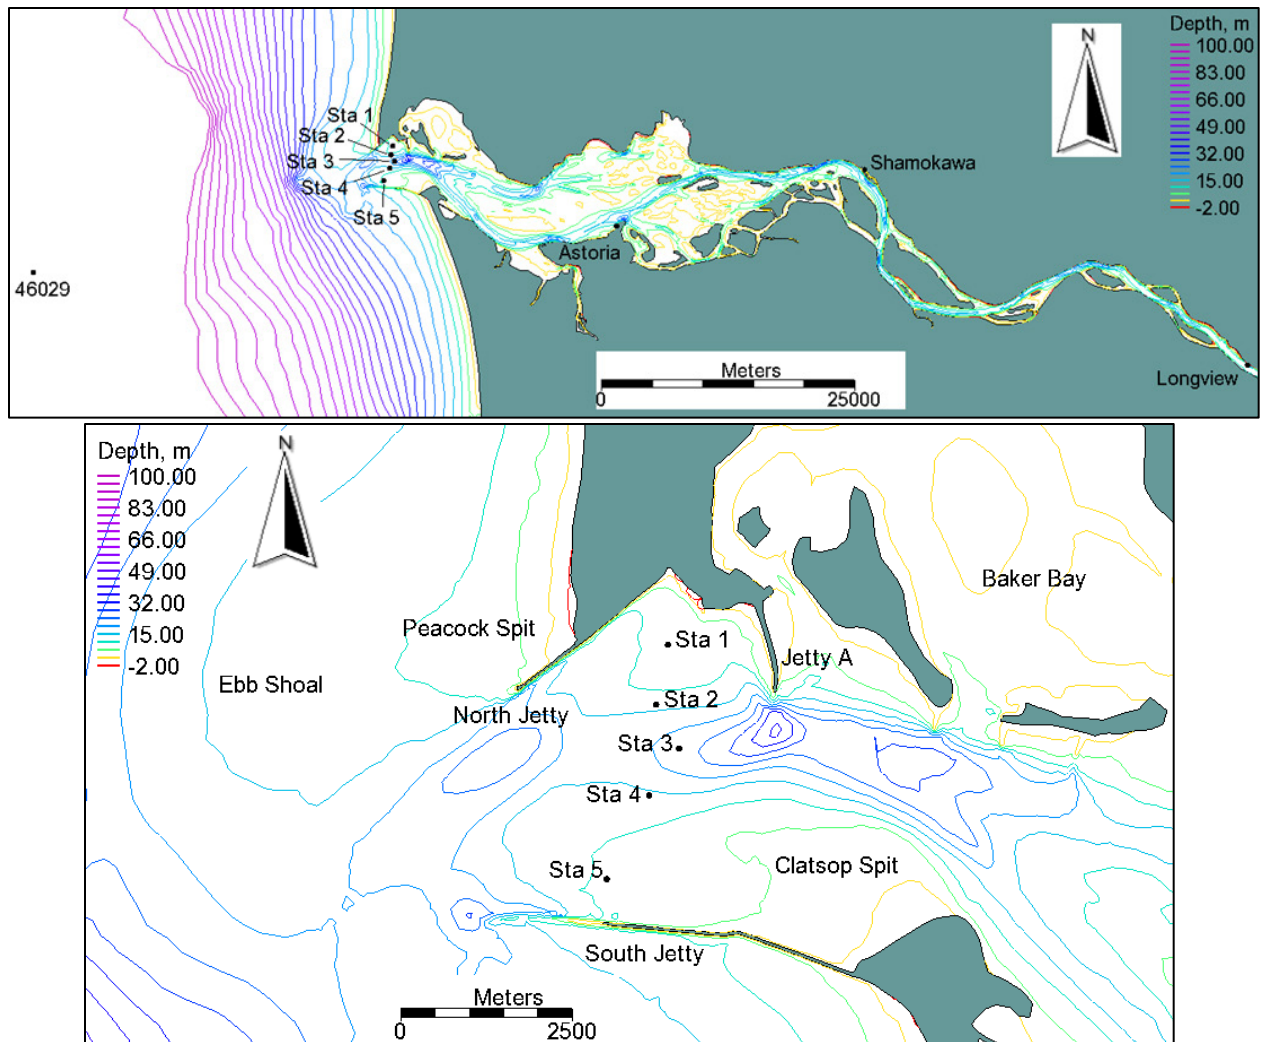 Depth, m
100.00
83.00
66.00
49.00
32.00
15.00
-2.00
N
Sta 1
Sta 2
Sta 3
Sta 4
Sta 5
Shamokawa
Astoria
46029
Meters
0 25000
Longview
Depth, m
100.00
83.00
66.00
49.00
32.00
15.00
-2.00
N
Baker Bay
Peacock Spit
Sta 1
Jetty A
Ebb Shoal
Sta 2
North Jetty
Sta 3
Sta 4
Sta 5
Clatsop Spit
South Jetty
Meters
0 2500